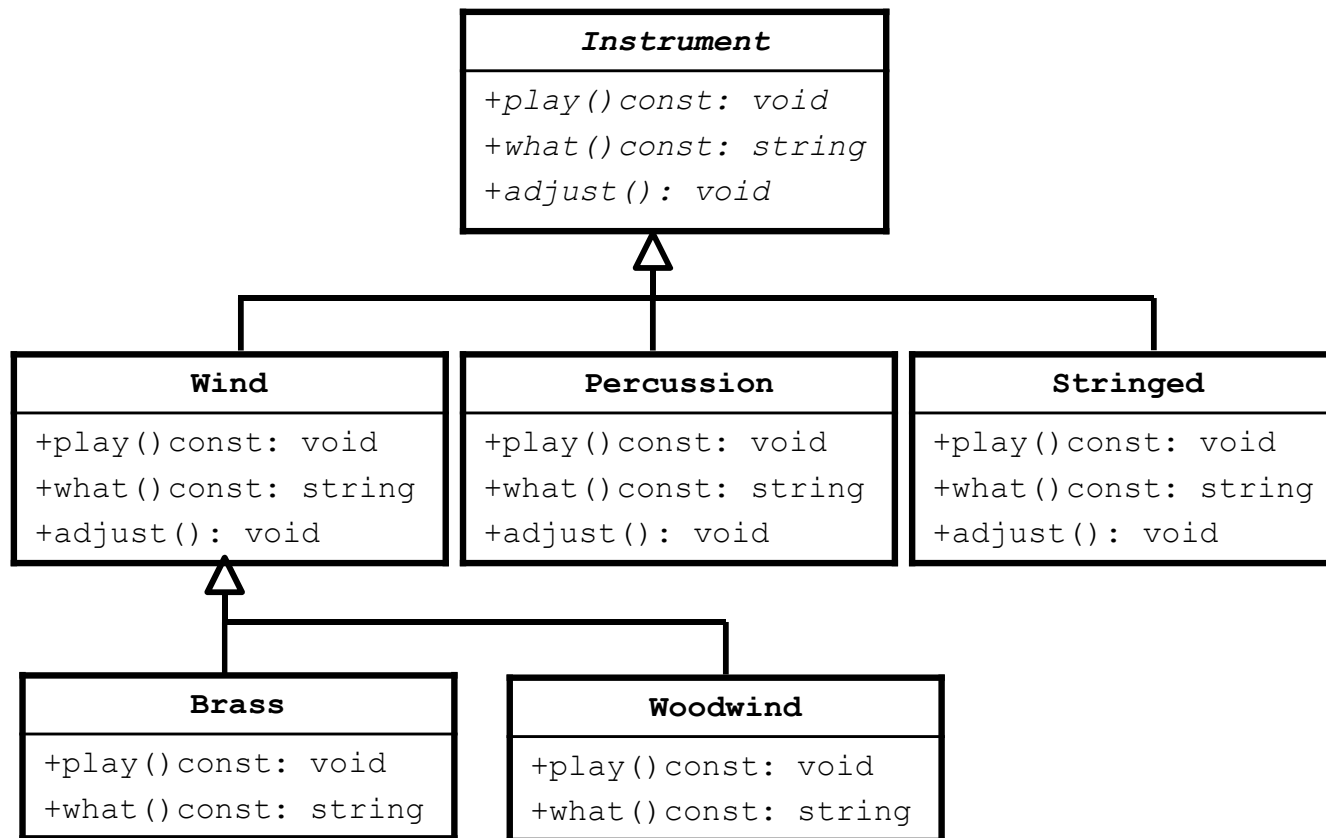 Instrument
+play()const: void
+what()const: string
+adjust(): void
Wind
+play()const: void
+what()const: string
+adjust(): void
Percussion
+play()const: void
+what()const: string
+adjust(): void
Stringed
+play()const: void
+what()const: string
+adjust(): void
Brass
+play()const: void
+what()const: string
Woodwind
+play()const: void
+what()const: string